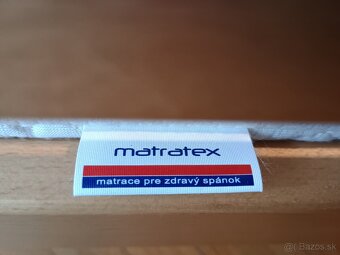 matratex
matrace pre zdravý spánok
© Bazos.sk